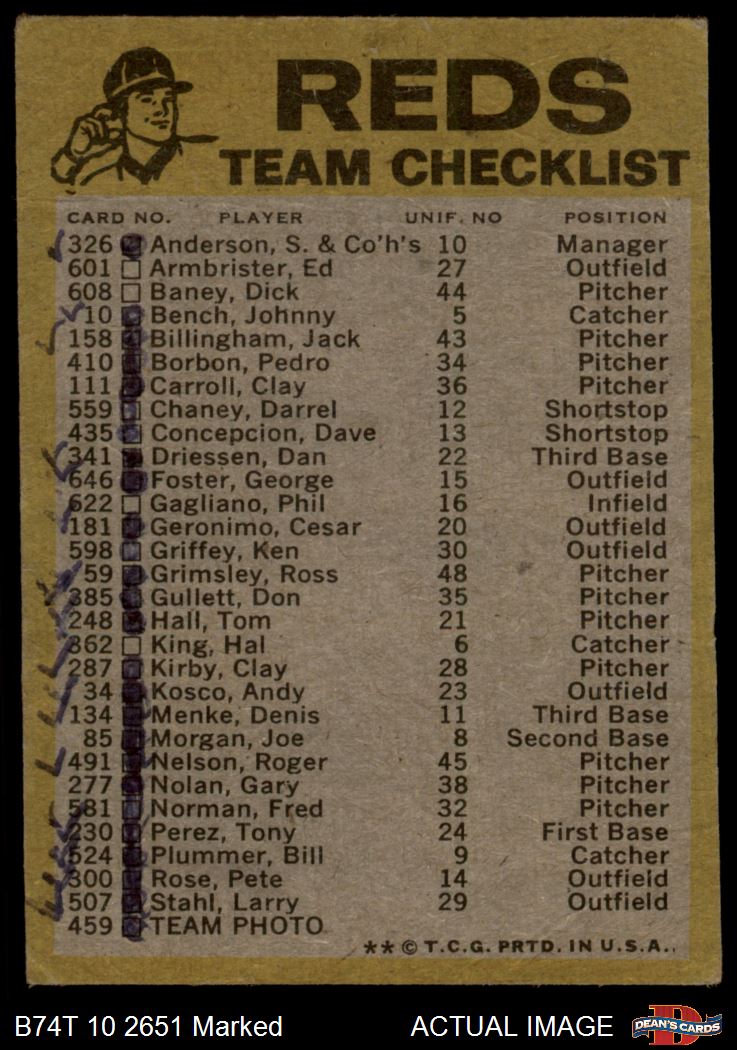 REDS
TEAM CHECKLIST
CARD NO. PLAYER UNIF. NO POSITION
326 Anderson, S. & Co'h's 10 Manager
601 Armbrister, Ed 27 Outfield
608 Baney, Dick 44 Pitcher
10 Bench, Johnny 5 Catcher
158 Billingham, Jack 43 Pitcher
410 Borbon, Pedro 34 Pitcher
111 Carroll, Clay 36 Pitcher
559 Chaney, Darrel 12 Shortstop
435 Concepcion, Dave 13 Shortstop
341 Driessen, Dan 22 Third Base
646 Foster, George 15 Outfield
622 Gagliano, Phil 16 Infield
181 Geronimo, Cesar 20 Outfield
598 Griffey, Ken 30 Outfield
59 Grimsley, Ross 48 Pitcher
385 Gullett, Don 35 Pitcher
248 Hall, Tom 21 Pitcher
362 King, Hal 6 Catcher
287 Kirby, Clay 28 Pitcher
34 Kosco, Andy 23 Outfield
134 Menke, Denis 11 Third Base
85 Morgan, Joe 8 Second Base
491 Nelson, Roger 45 Pitcher
277 Nolan, Gary 38 Pitcher
581 Norman, Fred 32 Pitcher
230 Perez, Tony 24 First Base
524 Plummer, Bill 9 Catcher
300 Rose, Pete 14 Outfield
507 Stahl, Larry 29 Outfield
459 TEAM PHOTO
** © T.C.G. PRTD. IN U.S.A.
B74T 10 2651 Marked ACTUAL IMAGE DEAN'S CARDS